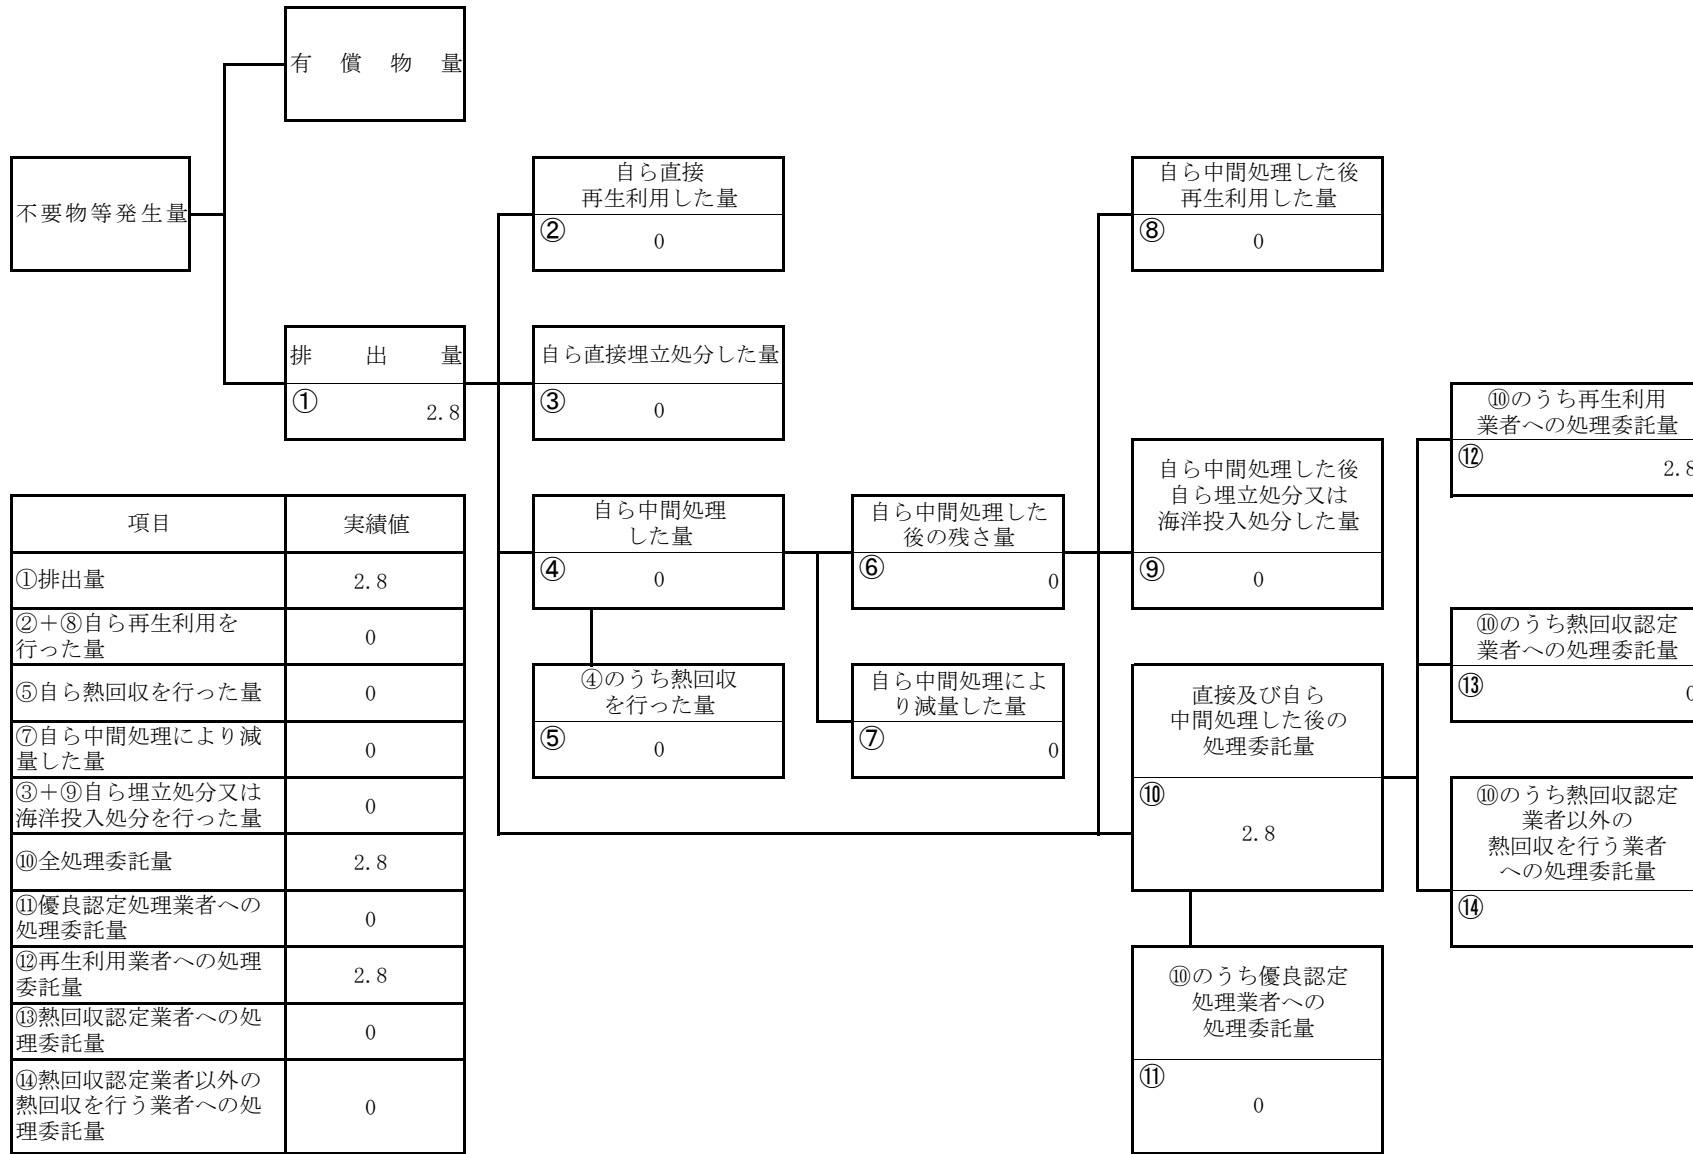 有償物量
不要物等発生量
自ら直接
再生利用した量
② 0
自ら中間処理した後
再生利用した量
⑧ 0
排出量
① 2.8
自ら直接埋立処分した量
③ 0
⑩のうち再生利用
業者への処理委託量
⑫ 2.8
自ら中間処理
した量
④ 0
自ら中間処理した
後の残さ量
⑥ 0
自ら中間処理した後
自ら埋立処分又は
海洋投入処分した量
⑨ 0
④のうち熱回収
を行った量
⑤ 0
自ら中間処理によ
り減量した量
⑦ 0
直接及び自ら
中間処理した後の
処理委託量
⑩
2.8
⑩のうち熱回収認定
業者への処理委託量
⑬ 0
⑩のうち熱回収認定
業者以外の
熱回収を行う業者
への処理委託量
⑭
⑩のうち優良認定
処理業者への
処理委託量
⑪
0
項目 実績値
①排出量 2.8
②＋⑧自ら再生利用を
行った量 0
⑤自ら熱回収を行った量 0
⑦自ら中間処理により減
量した量 0
③＋⑨自ら埋立処分又は
海洋投入処分を行った量 0
⑩全処理委託量 2.8
⑪優良認定処理業者への
処理委託量 0
⑫再生利用業者への処理
委託量 2.8
⑬熱回収認定業者への処
理委託量 0
⑭熱回収認定業者以外の
熱回収を行う業者への処
理委託量 0